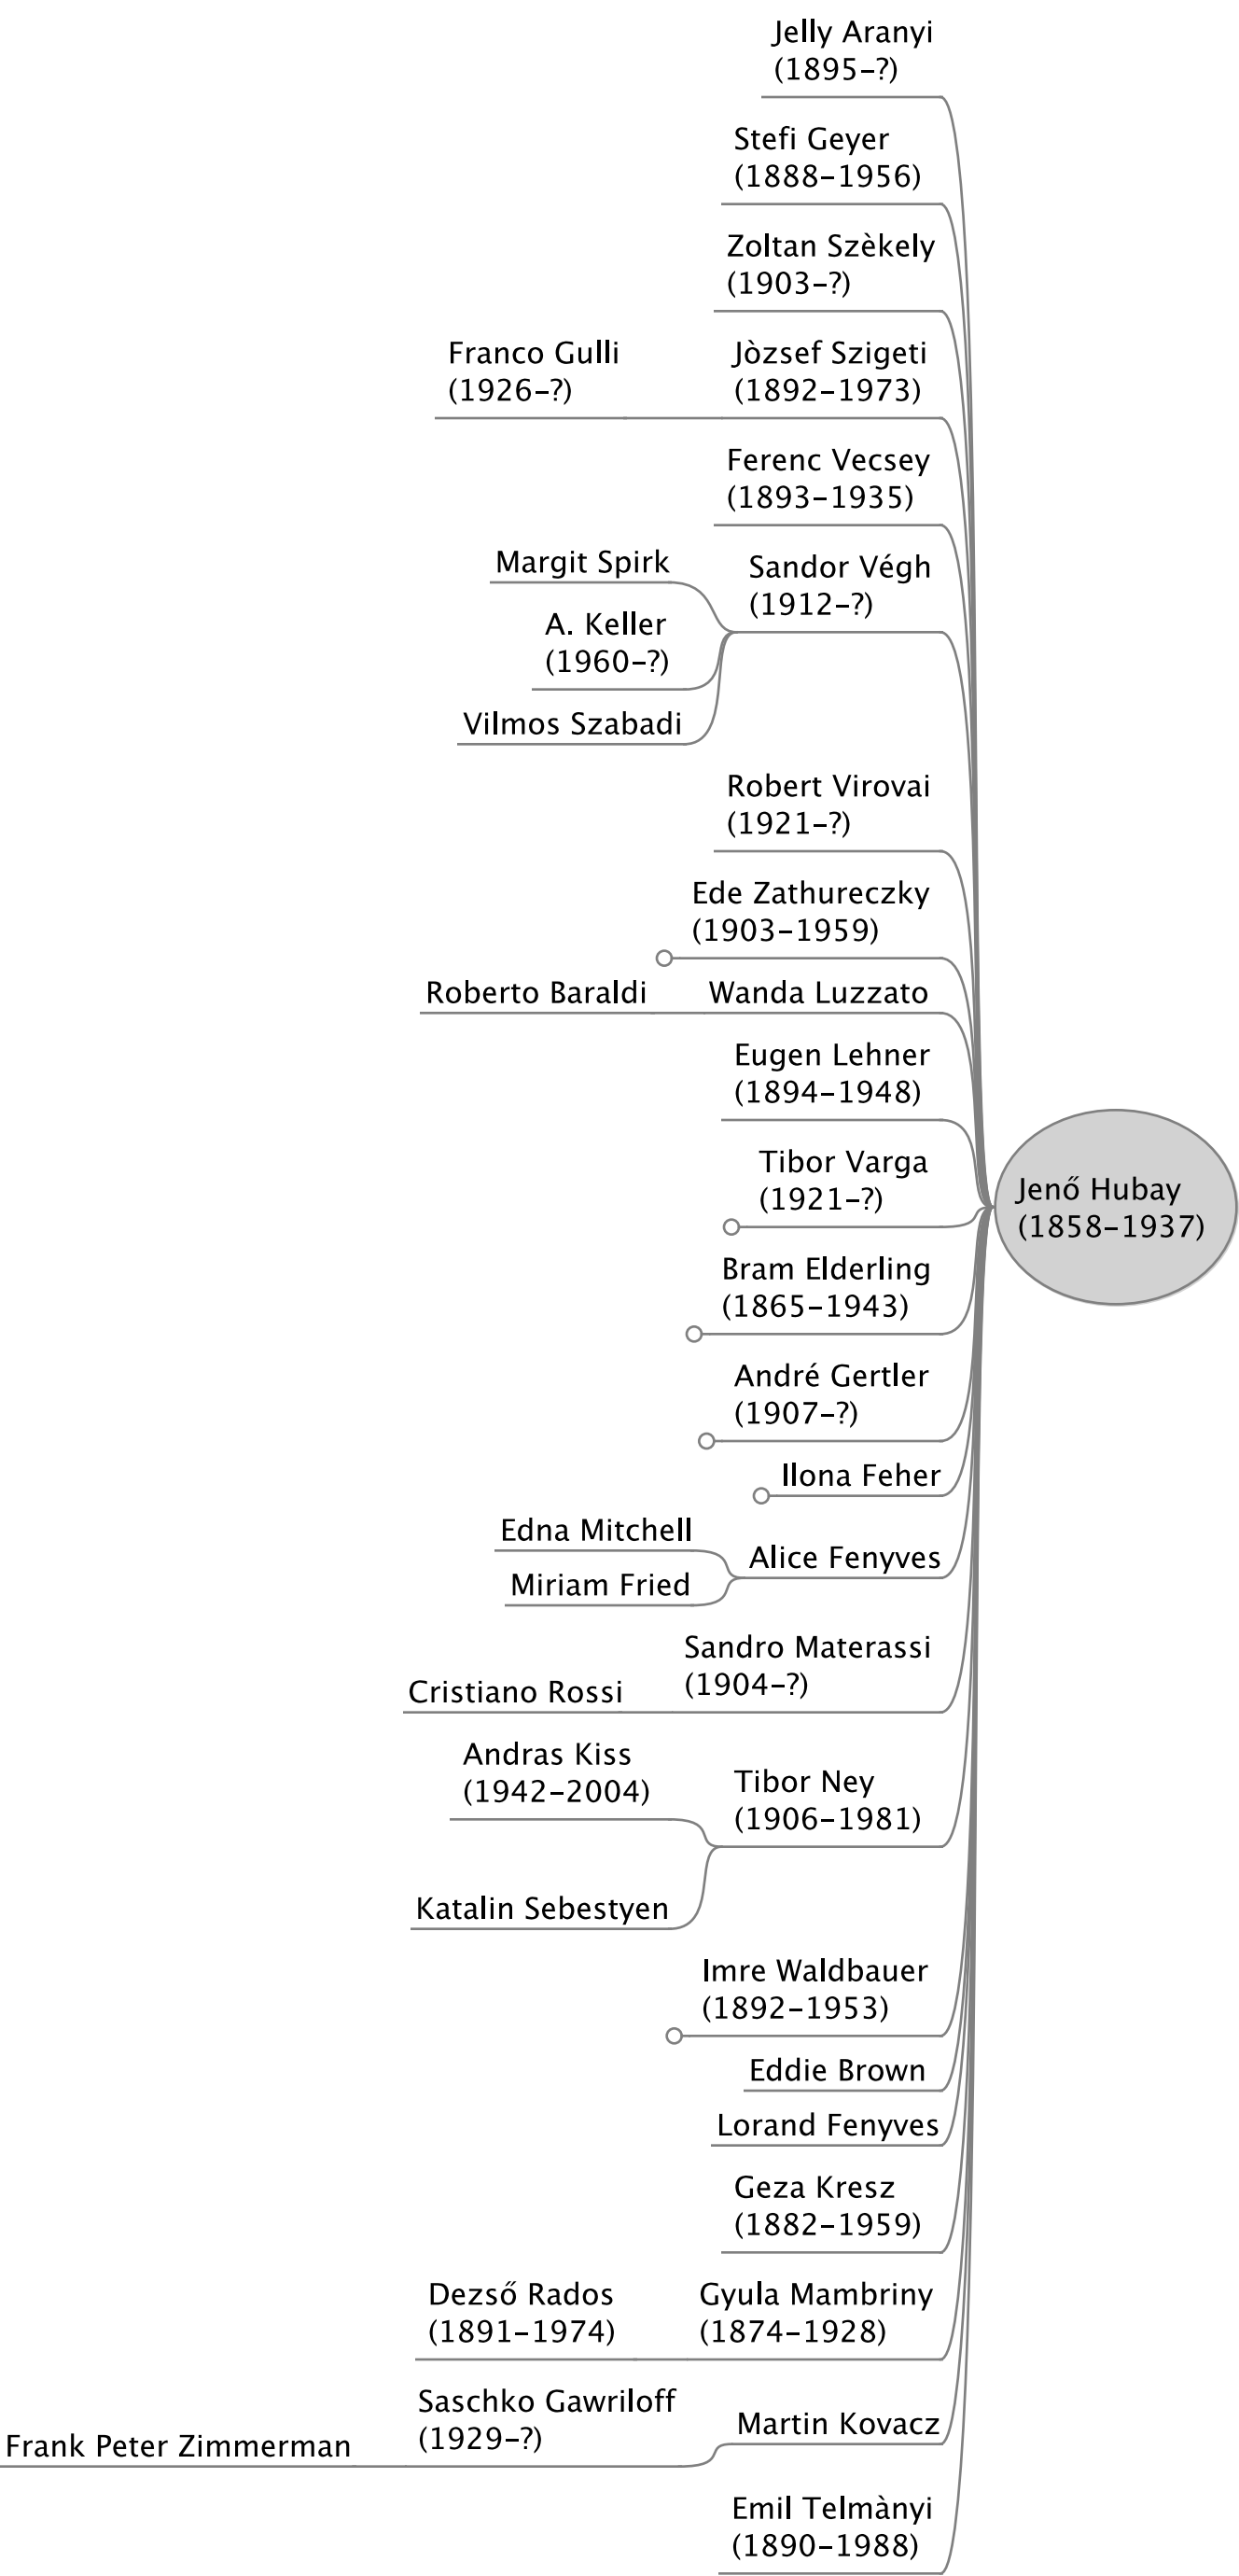 Jelly Aranyi
(1895-?)
Stefi Geyer
(1888-1956)
Zoltan Szèkely
(1903-?)
Franco Gulli
(1926-?)
Jòzsef Szigeti
(1892-1973)
Ferenc Vecsey
(1893-1935)
Margit Spirk
A. Keller
(1960-?)
Vilmos Szabadi
Sandor Végh
(1912-?)
Robert Virovai
(1921-?)
Ede Zathureczky
(1903-1959)
Roberto Baraldi
Wanda Luzzato
Eugen Lehner
(1894-1948)
Tibor Varga
(1921-?)
Jenő Hubay
(1858-1937)
Bram Elderling
(1865-1943)
André Gertler
(1907-?)
Ilona Feher
Edna Mitchell
Miriam Fried
Alice Fenyves
Cristiano Rossi
Sandro Materassi
(1904-?)
Andras Kiss
(1942-2004)
Katalin Sebestyen
Tibor Ney
(1906-1981)
Imre Waldbauer
(1892-1953)
Eddie Brown
Lorand Fenyves
Geza Kresz
(1882-1959)
Dezső Rados
(1891-1974)
Gyula Mambriny
(1874-1928)
Frank Peter Zimmerman
Saschko Gawriloff
(1929-?)
Martin Kovacz
Emil Telmànyi
(1890-1988)